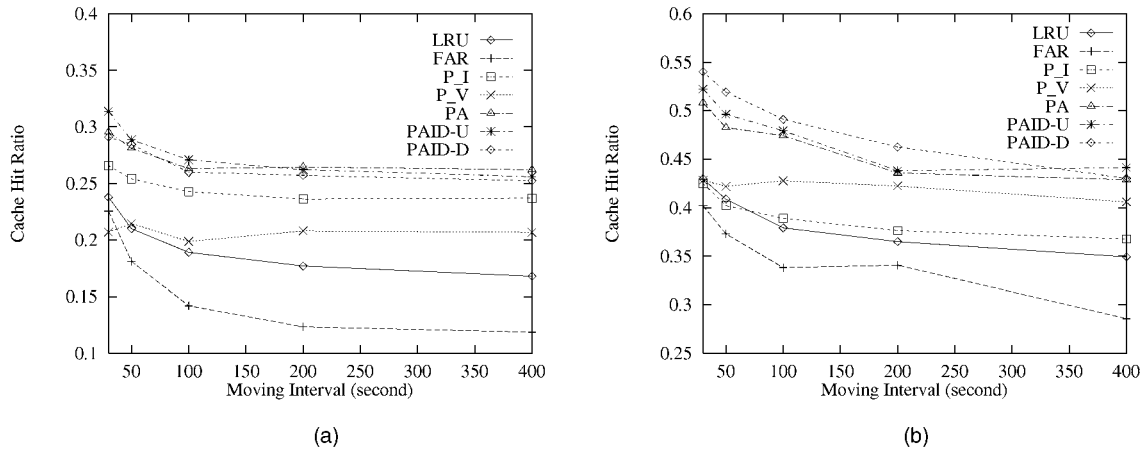 0.4
0.35
0.3
0.25
0.2
0.15
0.1
Cache Hit Ratio
50 100 150 200 250 300 350 400
Moving Interval (second)
LRU
FAR
P_I
P_V
PA
PAID-U
PAID-D
(a)
0.6
0.55
0.5
0.45
0.4
0.35
0.3
0.25
Cache Hit Ratio
50 100 150 200 250 300 350 400
Moving Interval (second)
LRU
FAR
P_I
P_V
PA
PAID-U
PAID-D
(b)